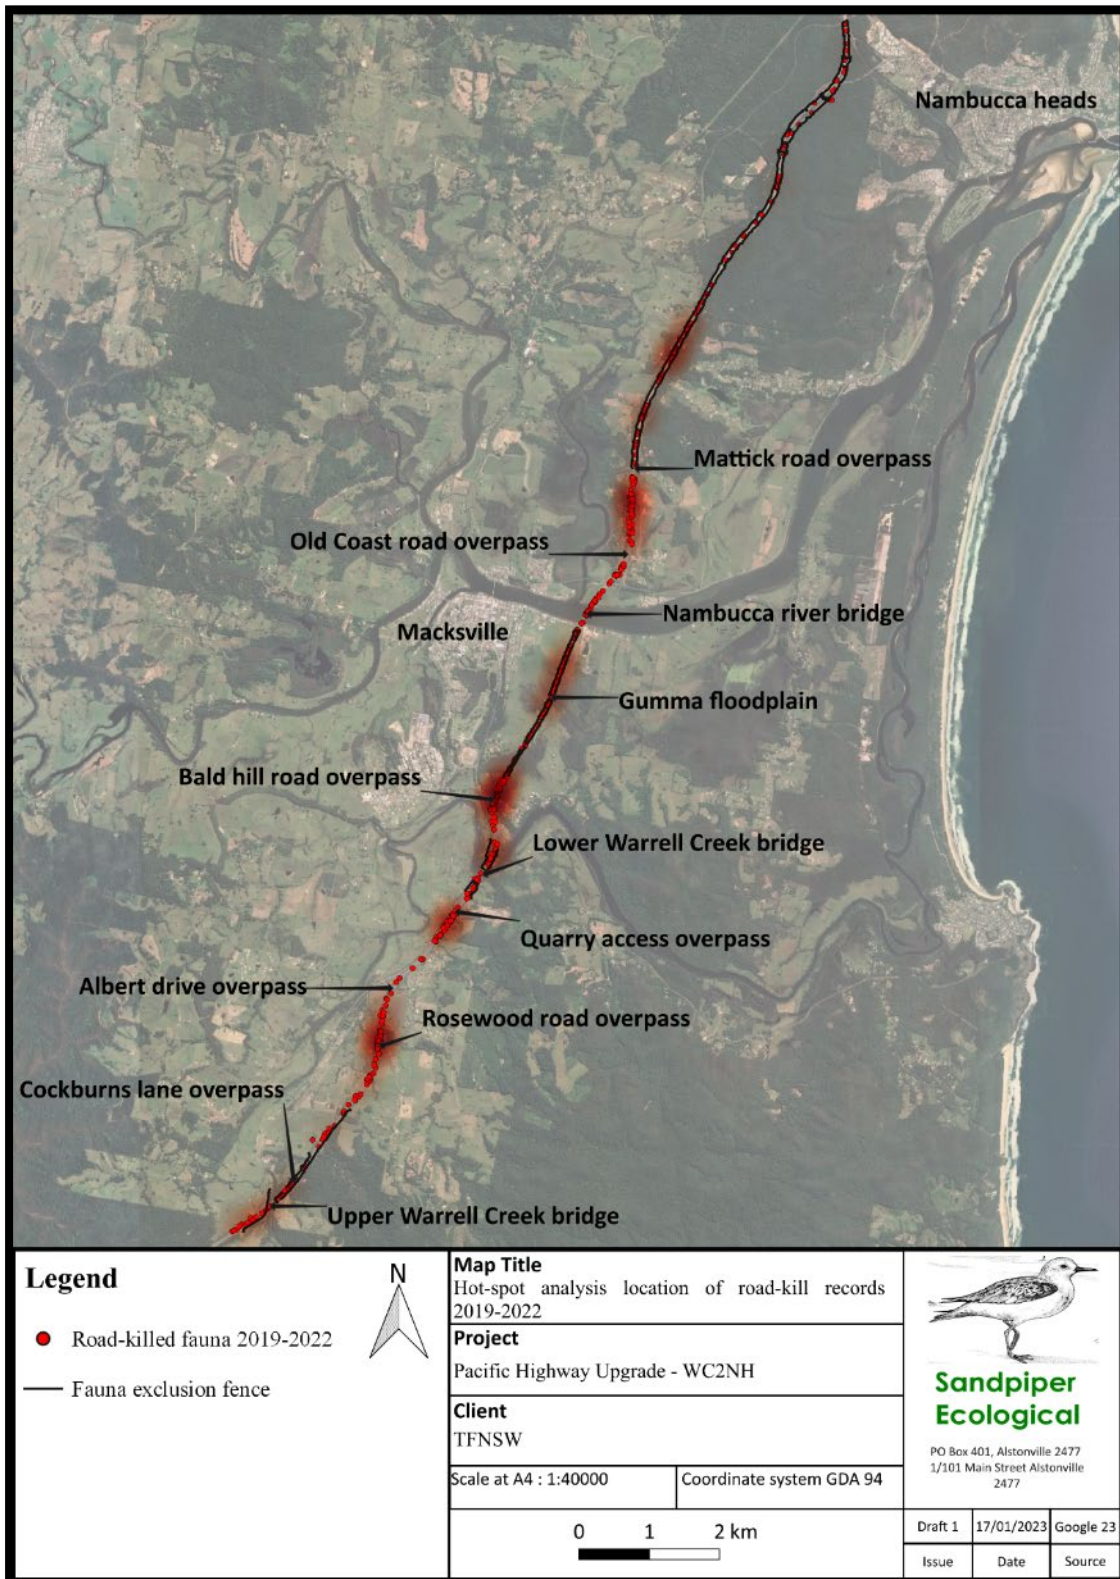 Nambucca heads
Mattick road overpass
Old Coast road overpass
Nambucca river bridge
Macksville
Gumma floodplain
Bald hill road overpass
Lower Warrell Creek bridge
Quarry access overpass
Albert drive overpass
Rosewood road overpass
Cockburns lane overpass
Upper Warrell Creek bridge
Legend
N
Road-killed fauna 2019-2022
Fauna exclusion fence
Map Title
Hot-spot analysis location of road-kill records
2019-2022
Project
Pacific Highway Upgrade - WC2NH
Client
TFNSW
Scale at A4 : 1:40000
Coordinate system GDA 94
0 1 2 km
Sandpiper
Ecological
PO Box 401, Alstonville 2477
1/101 Main Street Alstonville
2477
Draft 1 17/01/2023 Google 23
Issue Date Source